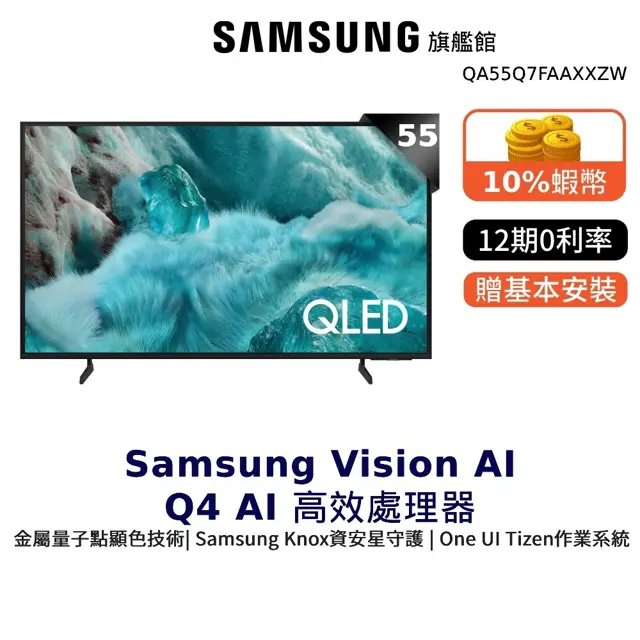 SAMSUNG 旗艦館
QA55Q7FAAXXZW
55
10%蝦幣
12期0利率
贈基本安裝
QLED
Samsung Vision AI
Q4 AI 高效處理器
金屬量子點顯色技術| Samsung Knox資安星守護 | One UI Tizen作業系統